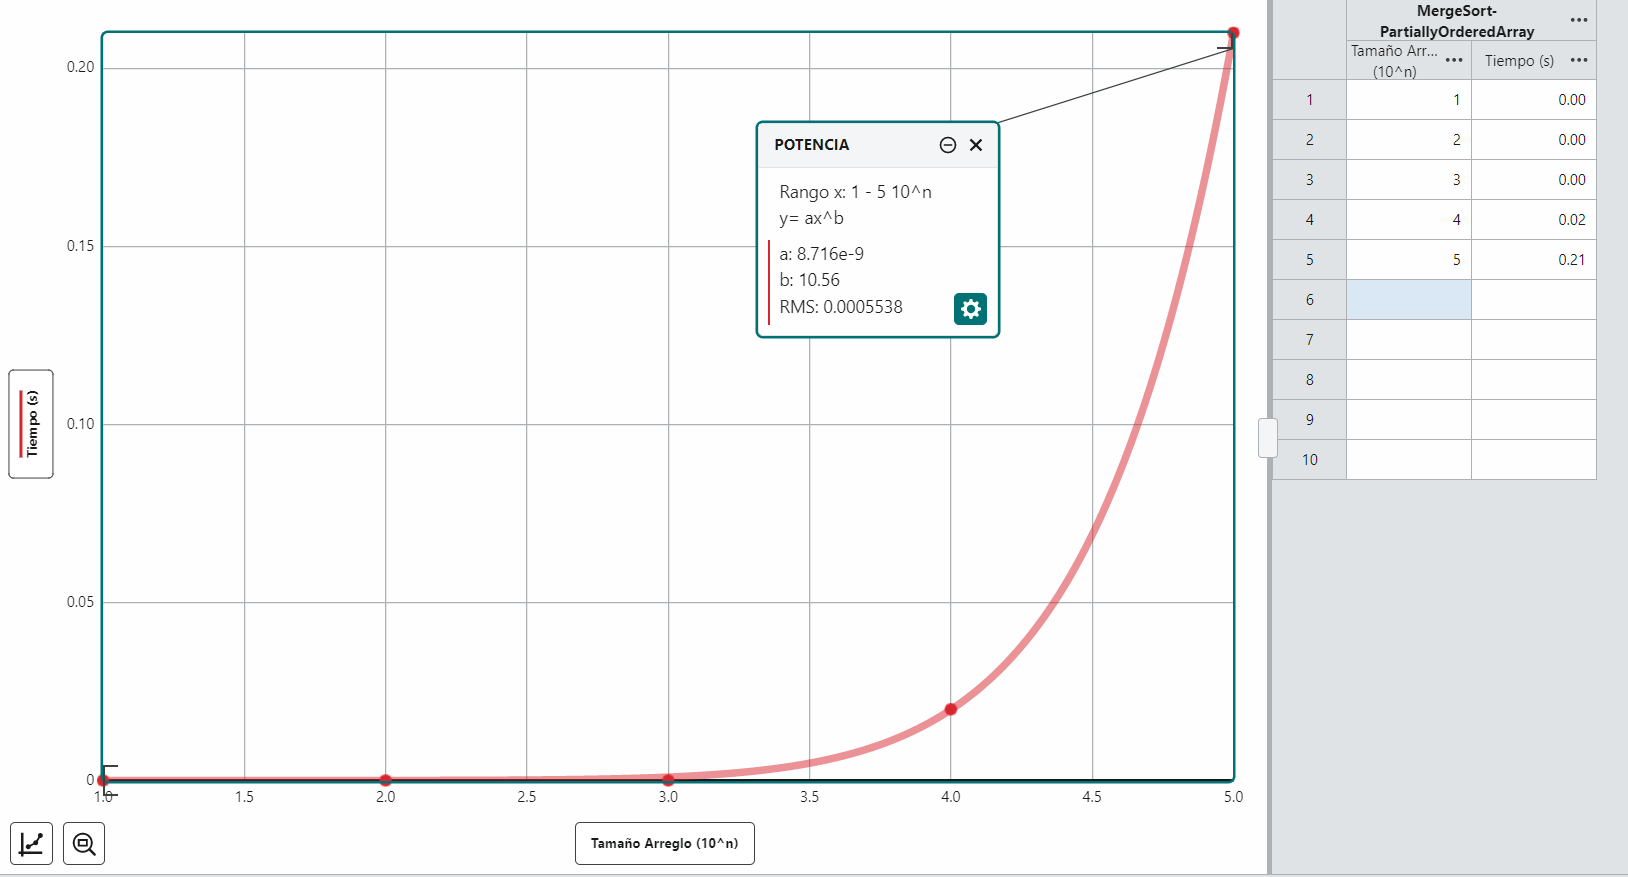 0.20
0.15
0.10
0.05
0
Tiempo (s)
1.0 1.5 2.0 2.5 3.0 3.5 4.0 4.5 5.0
Tamaño Arreglo (10^n)
POTENCIA
Rango x: 1 - 5 10^n
y= ax^b
a: 8.716e-9
b: 10.56
RMS: 0.0005538
MergeSort-
PartiallyOrderedArray
Tamaño Arr...
(10^n)
Tiempo (s)
1 1 0.00
2 2 0.00
3 3 0.00
4 4 0.02
5 5 0.21
6
7
8
9
10